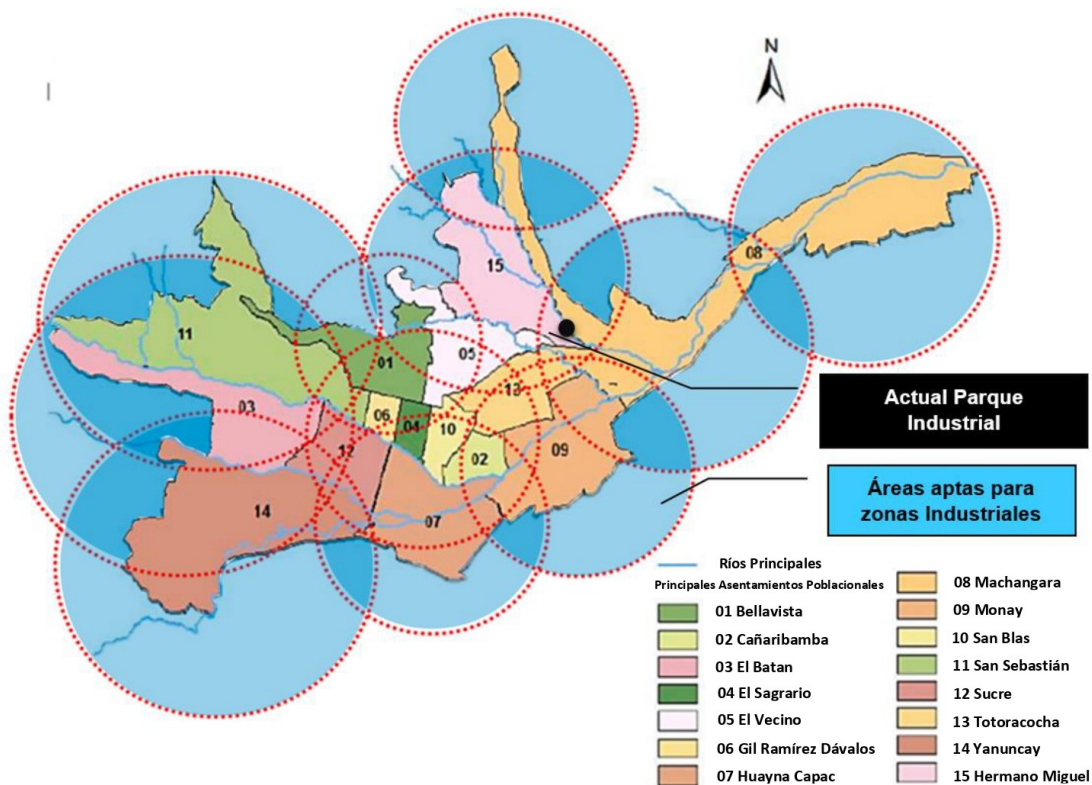 N
15
08
11
01
05
03
06
04
10
13
12
02
09
14
07
Actual Parque
Industrial
Áreas aptas para
zonas Industriales
Ríos Principales
Principales Asentamientos Poblacionales
01 Bellavista
02 Cañaribamba
03 El Batan
04 El Sagrario
05 El Vecino
06 Gil Ramírez Dávalos
07 Huayna Capac
08 Machangara
09 Monay
10 San Blas
11 San Sebastián
12 Sucre
13 Totoracocha
14 Yanuncay
15 Hermano Miguel